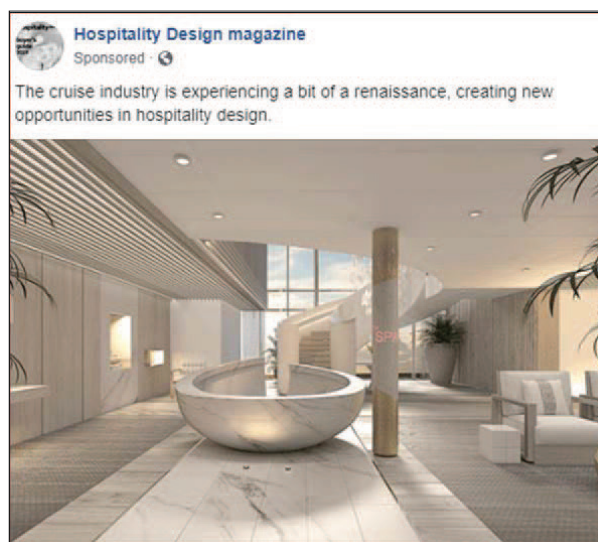 Hospitality Design magazine
Sponsored ·
The cruise industry is experiencing a bit of a renaissance, creating new
opportunities in hospitality design.